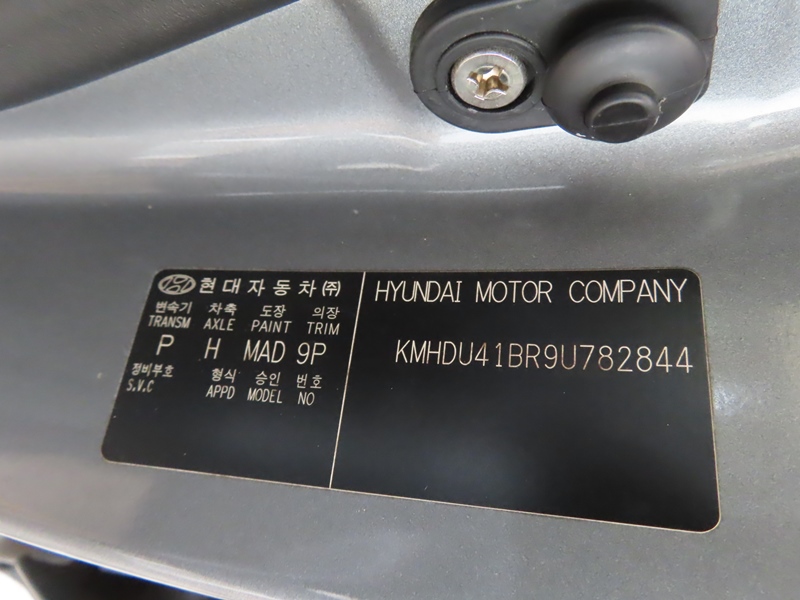 현대자동차(주)
변속기 차축 도장 의장
TRANSM AXLE PAINT TRIM
P H MAD 9P
정비부호 형식 승인 번호
S.V.C APPD MODEL NO
HYUNDAI MOTOR COMPANY
KMHDU41BR9U782844